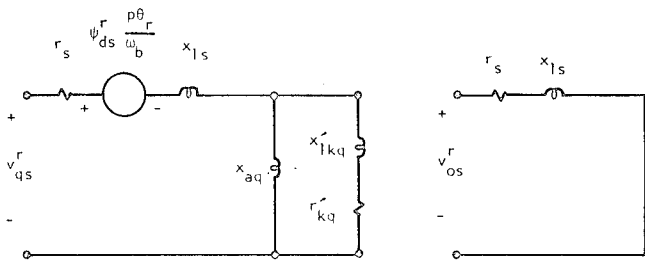 r_s ψ^r_ds pθ_r/ω_b x_ls
+ -
+
v^r_qs
-
x_aq
x'_lkq
r'_kq
r_s x_ls
+
v^r_os
-